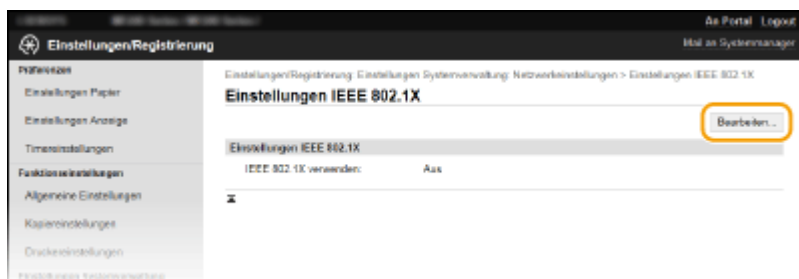 An Portal Logout
Einstellungen/Registrierung
Mail an Systemmanager
Präferenzen
Einstellungen Papier
Einstellungen Anzeige
Timereinstellungen
Funktionseinstellungen
Allgemeine Einstellungen
Kopiereinstellungen
Druckereinstellungen
Einstellungen Systemverwaltung
Einstellungen/Registrierung: Einstellungen Systemverwaltung: Netzwerkeinstellungen > Einstellungen IEEE 802.1X
Einstellungen IEEE 802.1X
Bearbeiten...
Einstellungen IEEE 802.1X
IEEE 802.1X verwenden: Aus